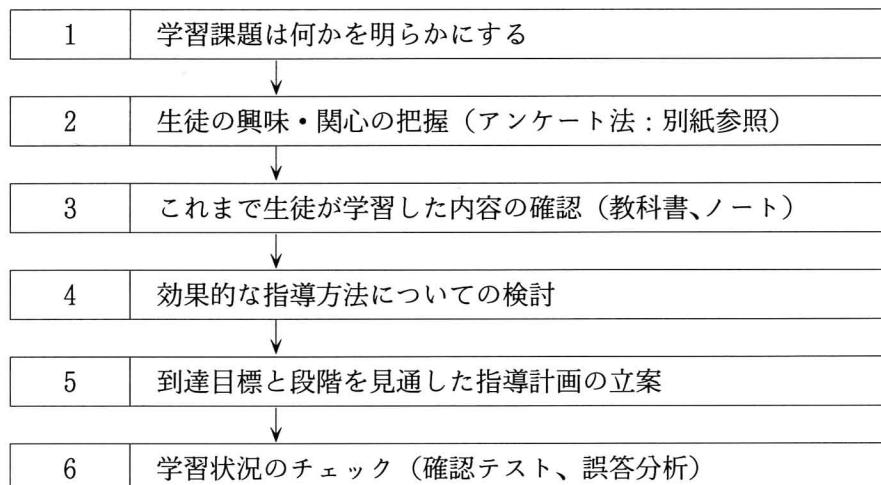 1 学習課題は何かを明らかにする
2 生徒の興味・関心の把握（アンケート法：別紙参照）
3 これまで生徒が学習した内容の確認（教科書、ノート）
4 効果的な指導方法についての検討
5 到達目標と段階を見通した指導計画の立案
6 学習状況のチェック（確認テスト、誤答分析）